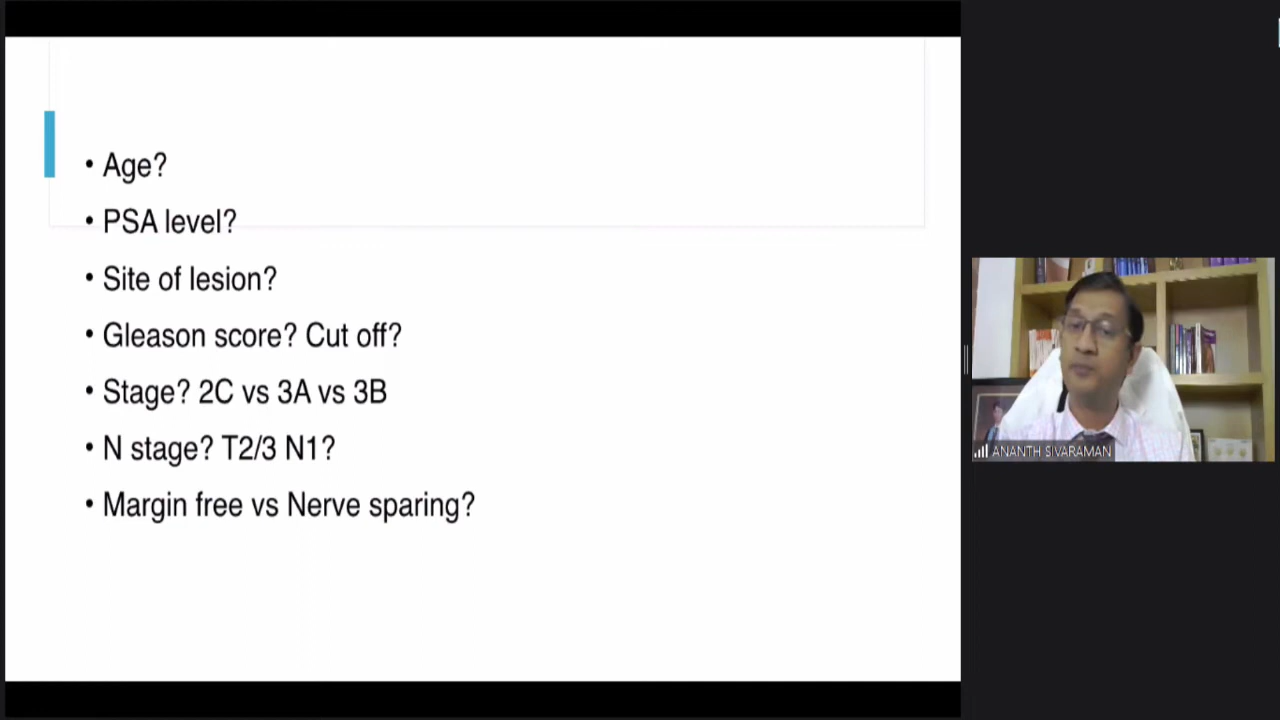 • Age?
• PSA level?
• Site of lesion?
• Gleason score? Cut off?
• Stage? 2C vs 3A vs 3B
• N stage? T2/3 N1?
• Margin free vs Nerve sparing?
ANANTH SIVARAMAN